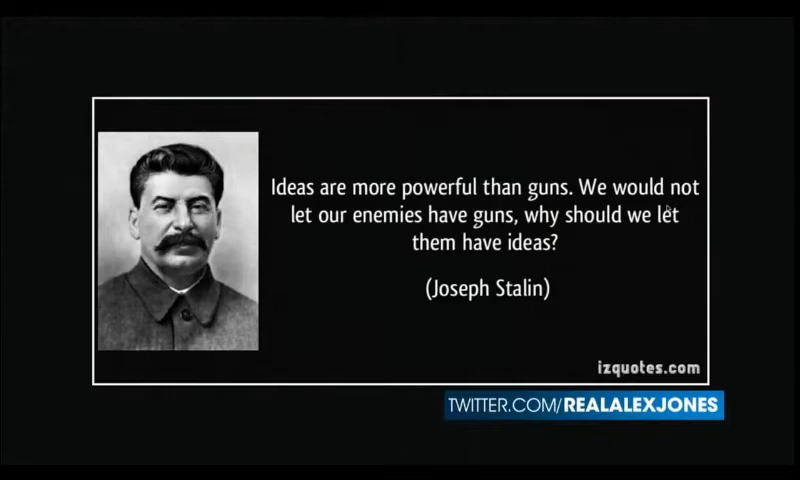 Ideas are more powerful than guns. We would not
let our enemies have guns, why should we let
them have ideas?
(Joseph Stalin)
izquotes.com
TWITTER.COM/REALALEXJONES